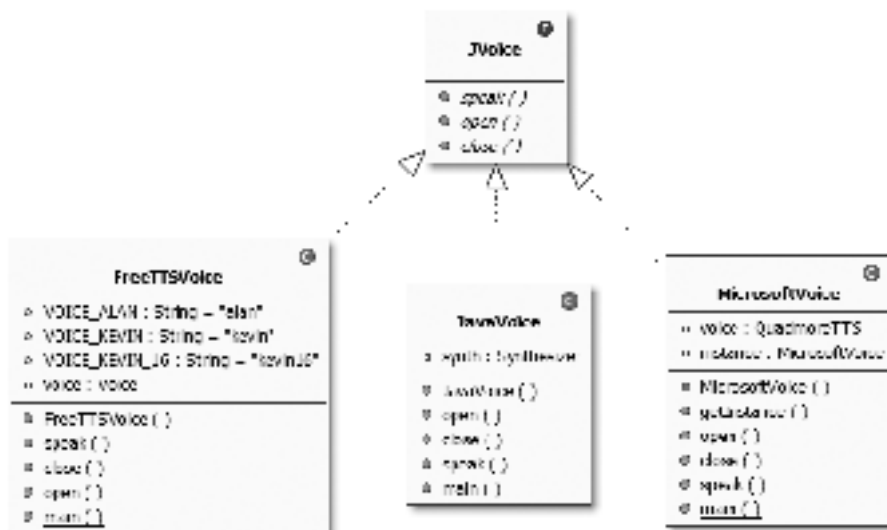 JVoice
speak ( )
open ( )
close ( )
FreeTTSVoice
VOICE_ALAN : String = "alan"
VOICE_KEVIN : String = "kevin"
VOICE_KEVIN_16 : String = "kevin16"
voice : Voice
FreeTTSVoice ( )
speak ( )
close ( )
open ( )
main ( )
JavaVoice
synth : Synthesizer
JavaVoice ( )
open ( )
close ( )
speak ( )
main ( )
MicrosoftVoice
voice : QuadmoreTTS
instance : MicrosoftVoice
MicrosoftVoice ( )
getInstance ( )
open ( )
close ( )
speak ( )
main ( )